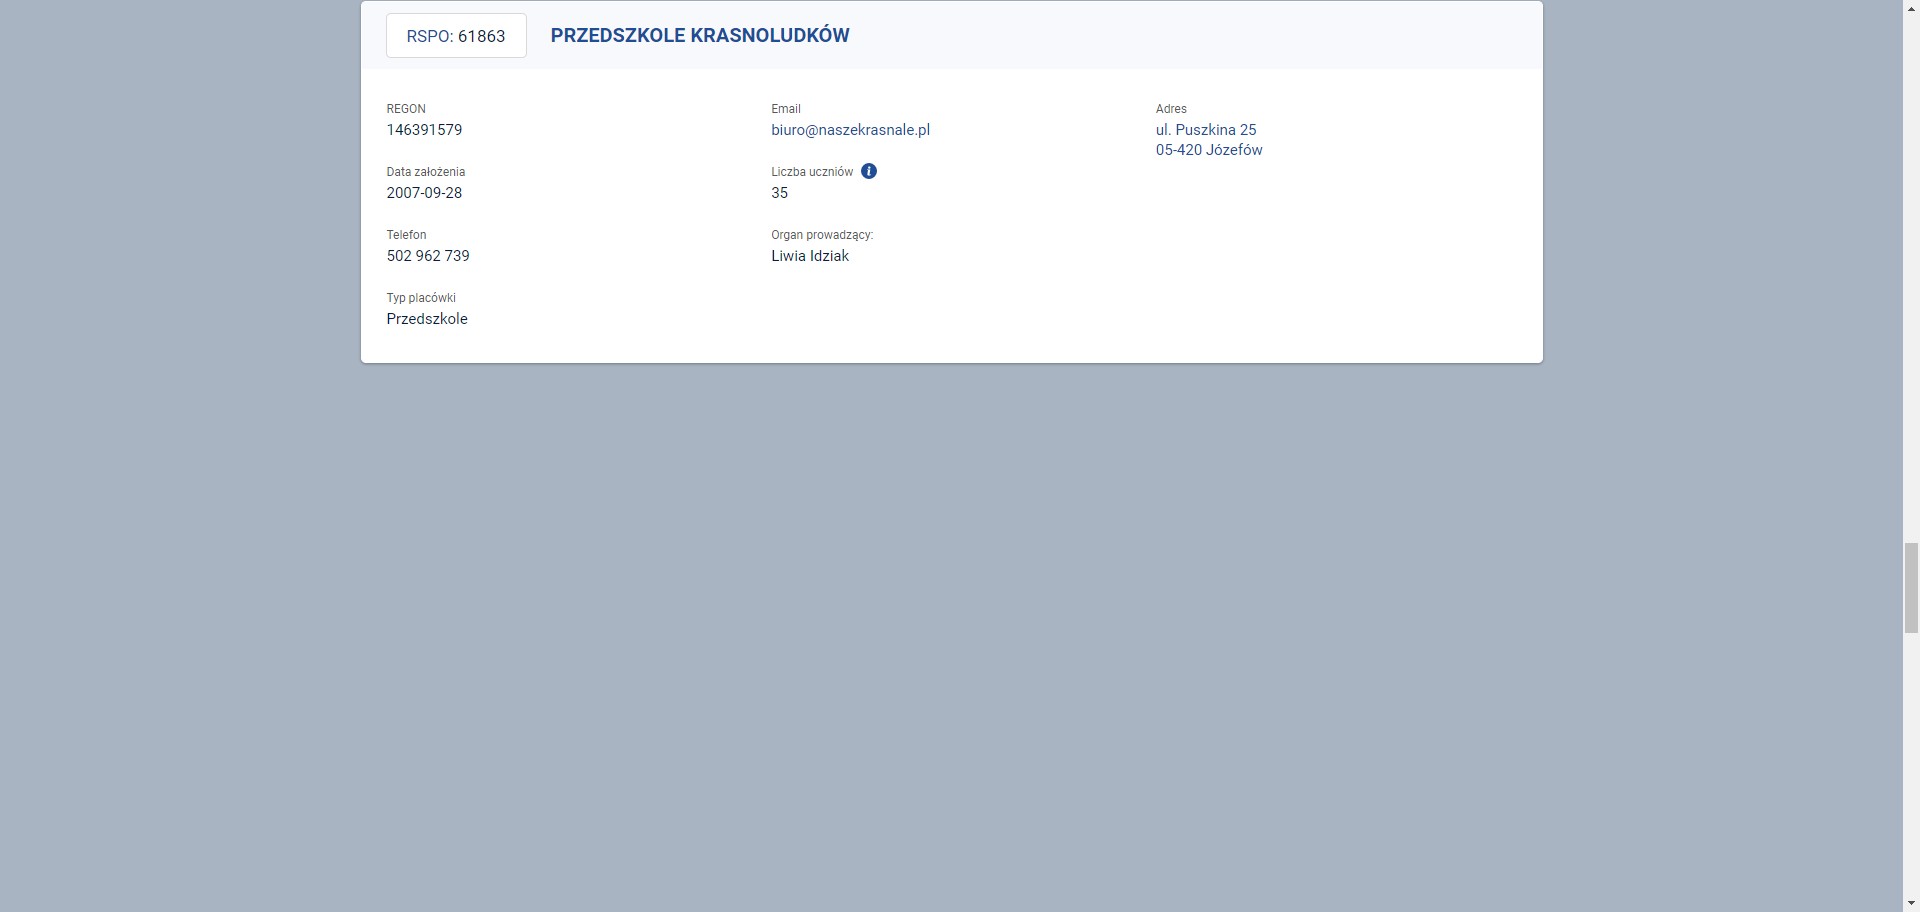 RSPO: 61863
PRZEDSZKOLE KRASNOLUDKÓW
REGON
146391579
Data założenia
2007-09-28
Telefon
502 962 739
Typ placówki
Przedszkole
Email
biuro@naszekrasnale.pl
Liczba uczniów
35
Organ prowadzący:
Liwia Idziak
Adres
ul. Puszkina 25
05-420 Józefów